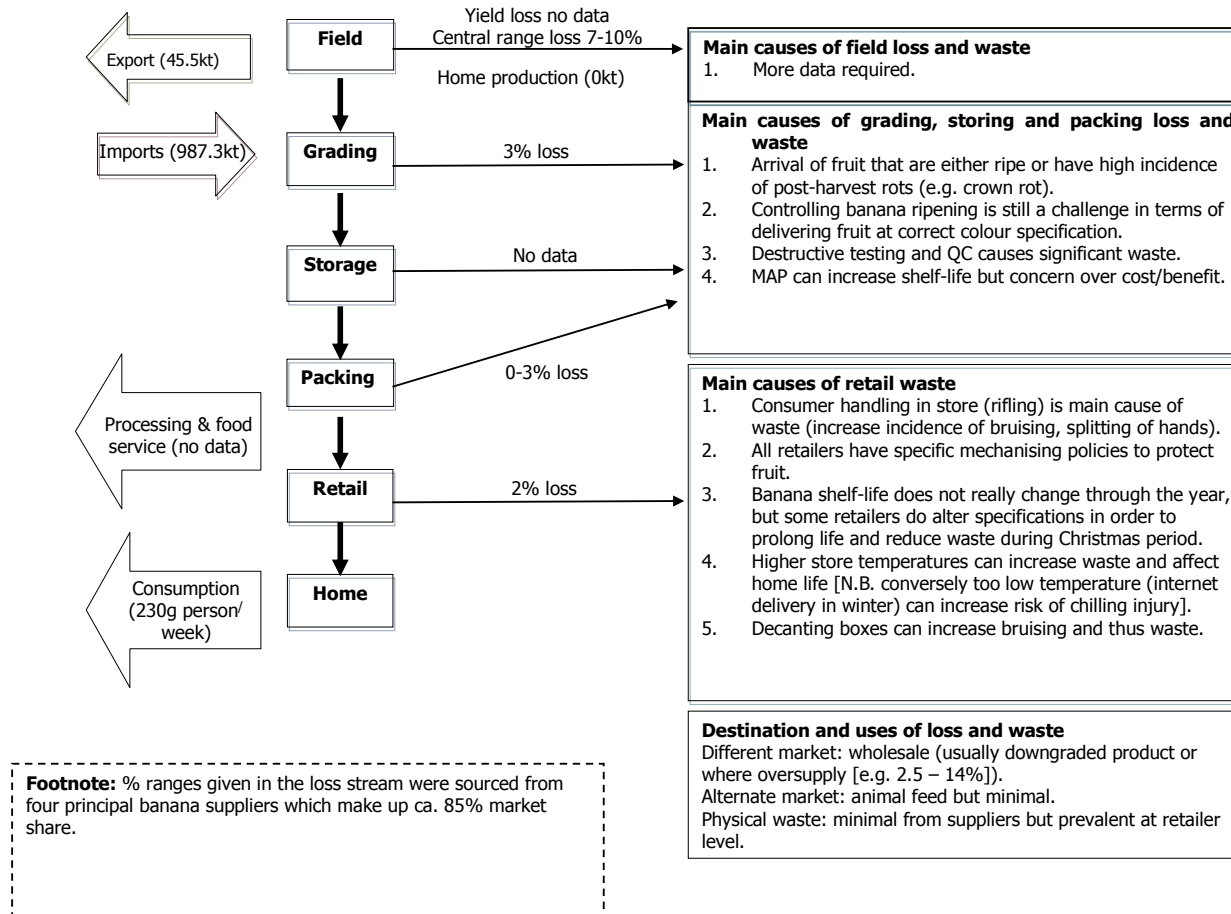 Export (45.5kt)
Field
Yield loss no data
Central range loss 7-10%
Home production (0kt)
Main causes of field loss and waste
1. More data required.
Imports (987.3kt)
Grading
3% loss
Main causes of grading, storing and packing loss and
waste
1. Arrival of fruit that are either ripe or have high incidence
of post-harvest rots (e.g. crown rot).
2. Controlling banana ripening is still a challenge in terms of
delivering fruit at correct colour specification.
3. Destructive testing and QC causes significant waste.
4. MAP can increase shelf-life but concern over cost/benefit.
Storage
No data
Packing
0-3% loss
Processing & food
service (no data)
Retail
2% loss
Main causes of retail waste
1. Consumer handling in store (rifling) is main cause of
waste (increase incidence of bruising, splitting of hands).
2. All retailers have specific mechanising policies to protect
fruit.
3. Banana shelf-life does not really change through the year,
but some retailers do alter specifications in order to
prolong life and reduce waste during Christmas period.
4. Higher store temperatures can increase waste and affect
home life [N.B. conversely too low temperature (internet
delivery in winter) can increase risk of chilling injury].
5. Decanting boxes can increase bruising and thus waste.
Consumption
(230g person/
week)
Home
Destination and uses of loss and waste
Different market: wholesale (usually downgraded product or
where oversupply [e.g. 2.5 – 14%]).
Alternate market: animal feed but minimal.
Physical waste: minimal from suppliers but prevalent at retailer
level.
Footnote: % ranges given in the loss stream were sourced from
four principal banana suppliers which make up ca. 85% market
share.